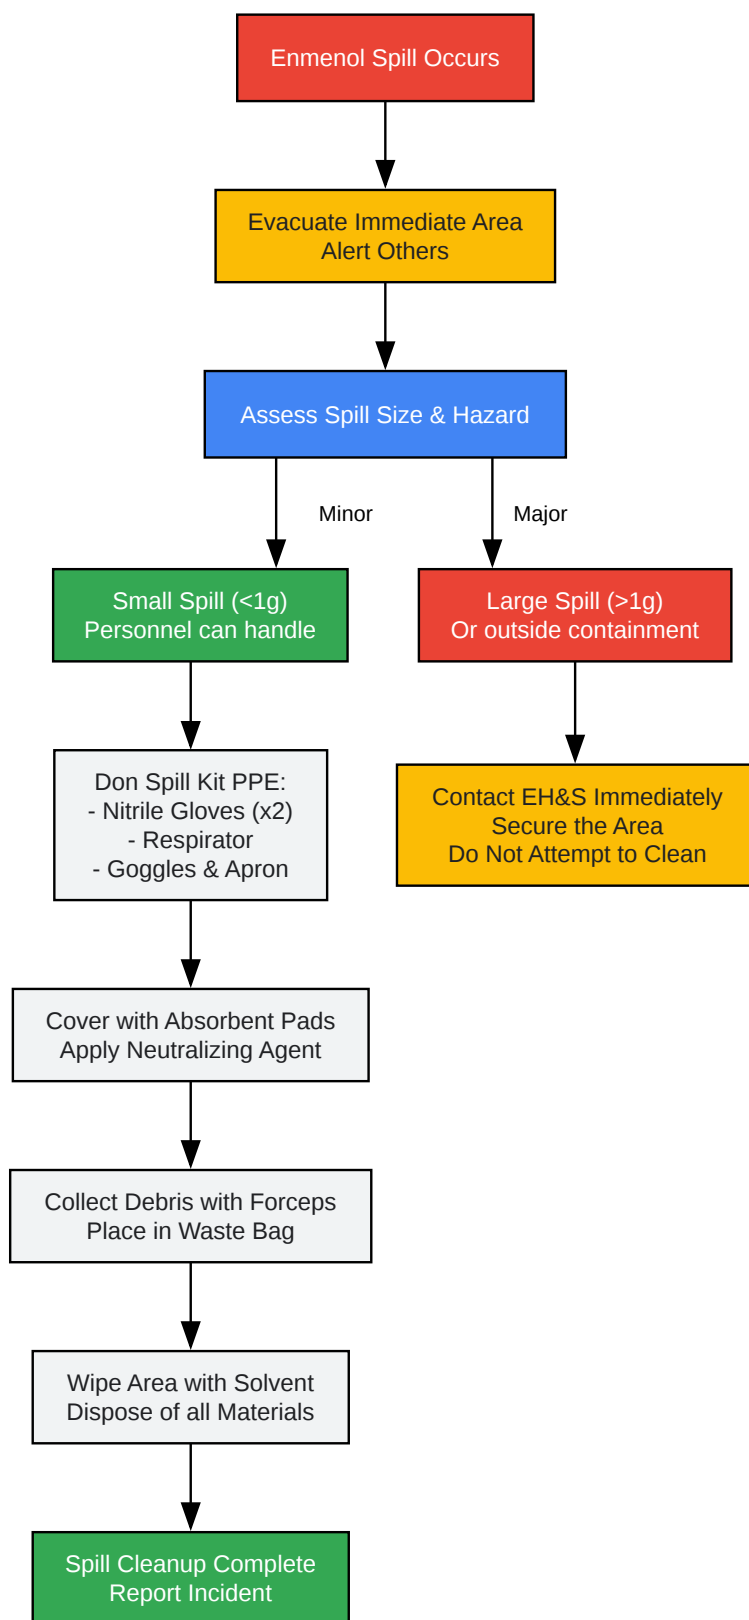 Enmenol Spill Occurs
Evacuate Immediate Area
Alert Others
Assess Spill Size & Hazard
Minor
Major
Small Spill (<1g)
Personnel can handle
Large Spill (>1g)
Or outside containment
Don Spill Kit PPE:
- Nitrile Gloves (x2)
- Respirator
- Goggles & Apron
Contact EH&S Immediately
Secure the Area
Do Not Attempt to Clean
Cover with Absorbent Pads
Apply Neutralizing Agent
Collect Debris with Forceps
Place in Waste Bag
Wipe Area with Solvent
Dispose of all Materials
Spill Cleanup Complete
Report Incident